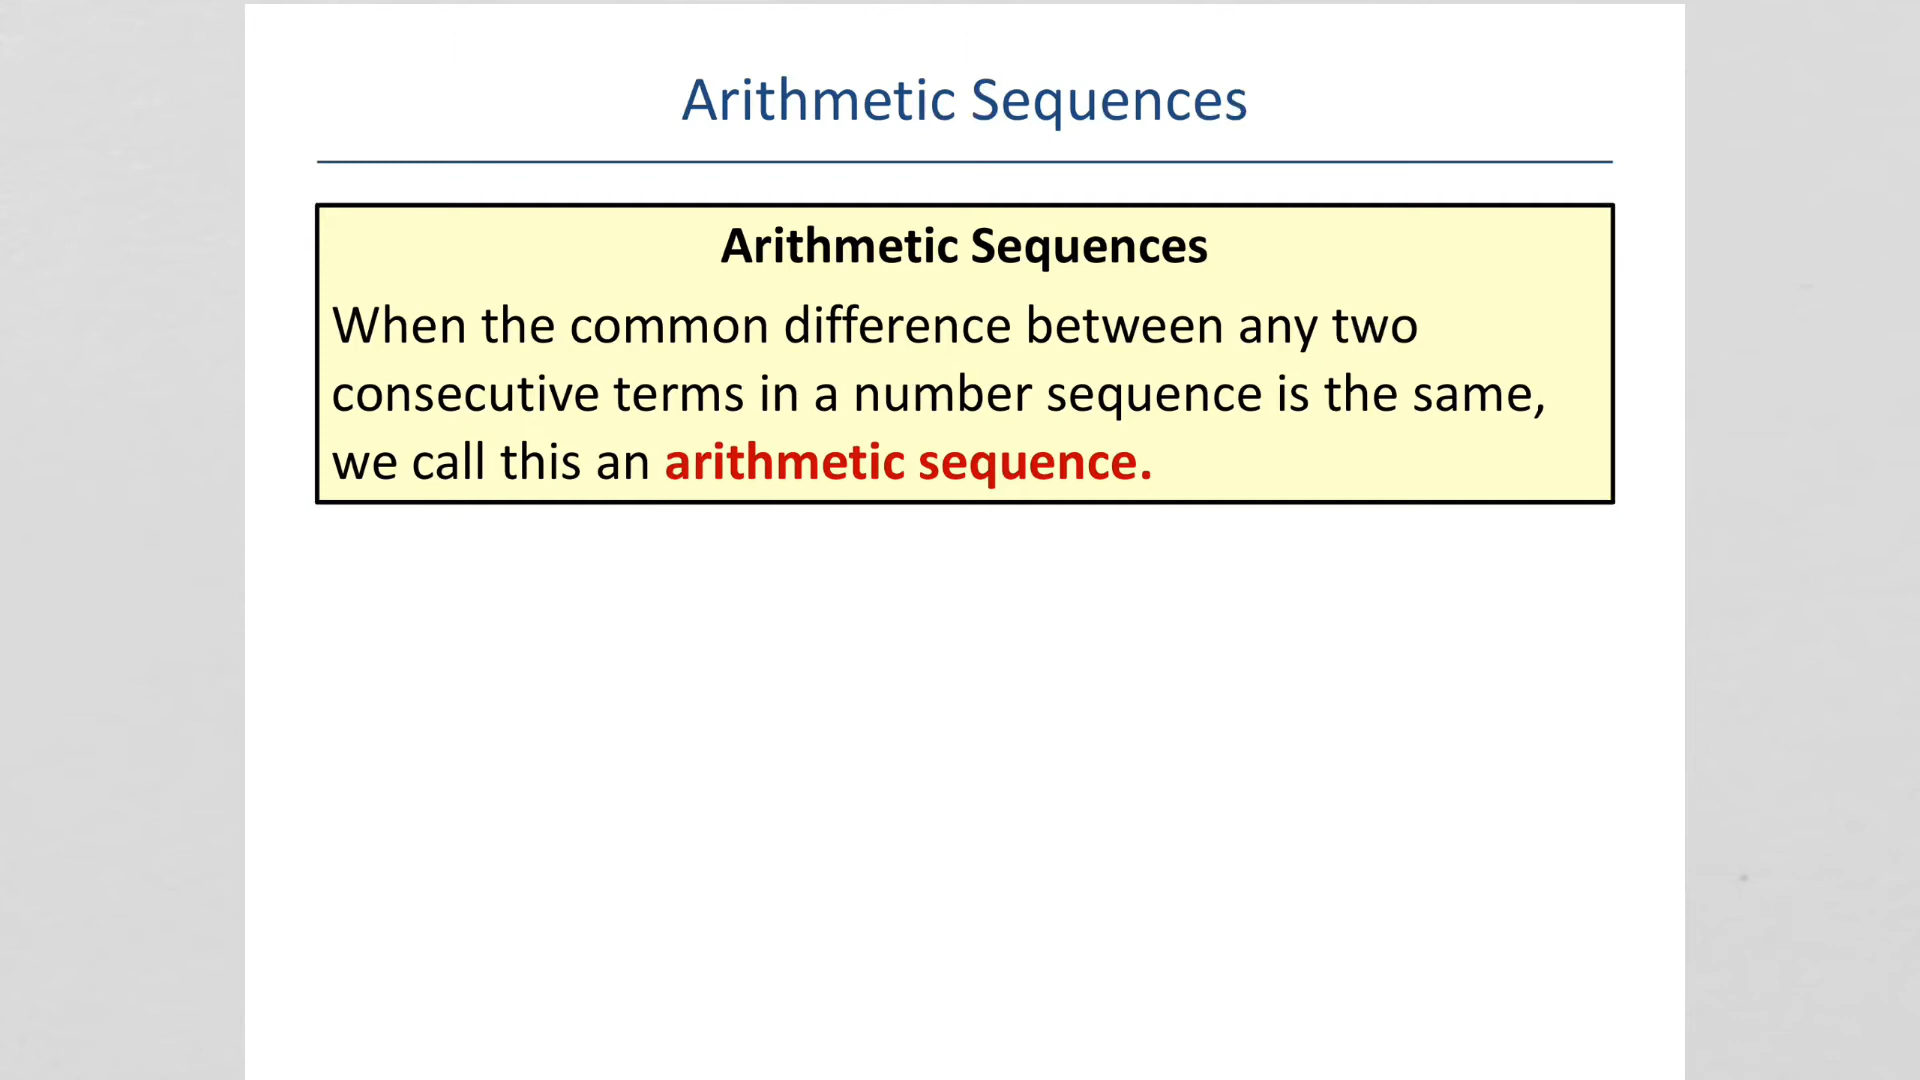 Arithmetic Sequences
Arithmetic Sequences
When the common difference between any two
consecutive terms in a number sequence is the same,
we call this an arithmetic sequence.